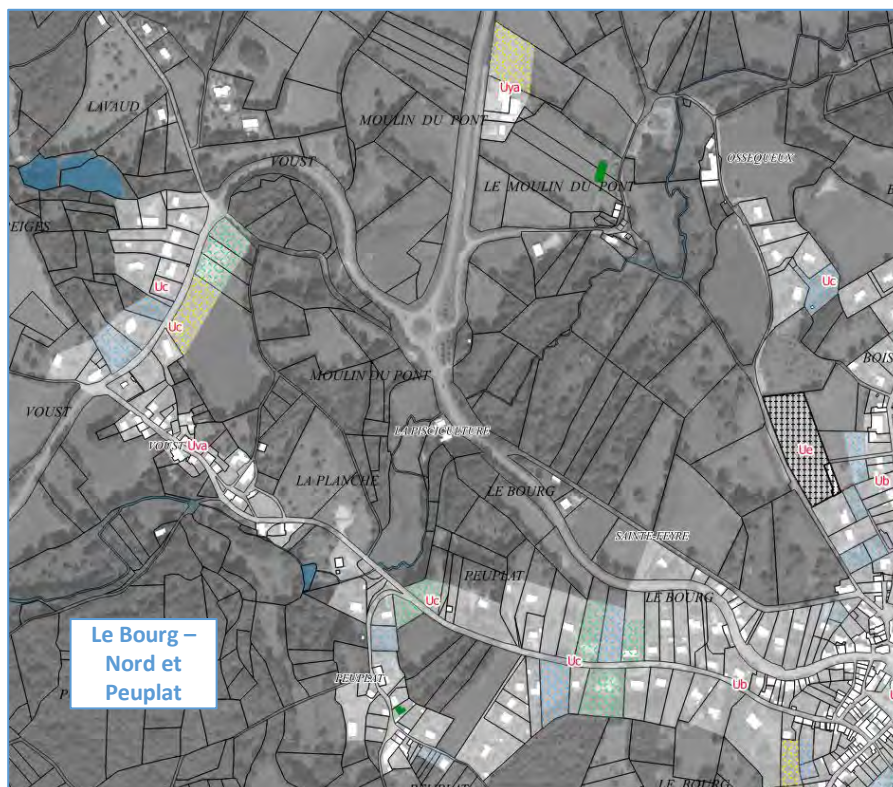 LAVAUD
MOULIN DU PONT
Uya
VOUST
LE MOULIN DU PONT
OSSEQUEUX
EIGES
Uc
Uc
Uc
BOIS
MOULIN DU PONT
VOUST
LA PISCICULTURE
VOUST
Uva
Ue
LA PLANCHE
Ub
LE BOURG
SAINTE-FEYRE
PEUPLAT
Uc
LE BOURG
Le Bourg –
Nord et
Peuplat
Uc
PEUPLAT
Ub
PEUPLAT
LE BOURG